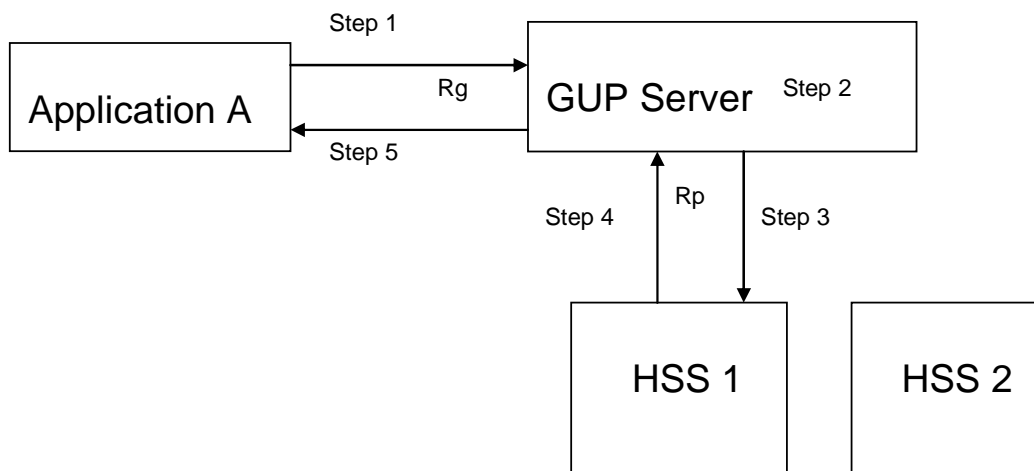 Step 1
Application A
Rg
GUP Server
Step 2
Step 5
Step 4
Rp
Step 3
HSS 1
HSS 2